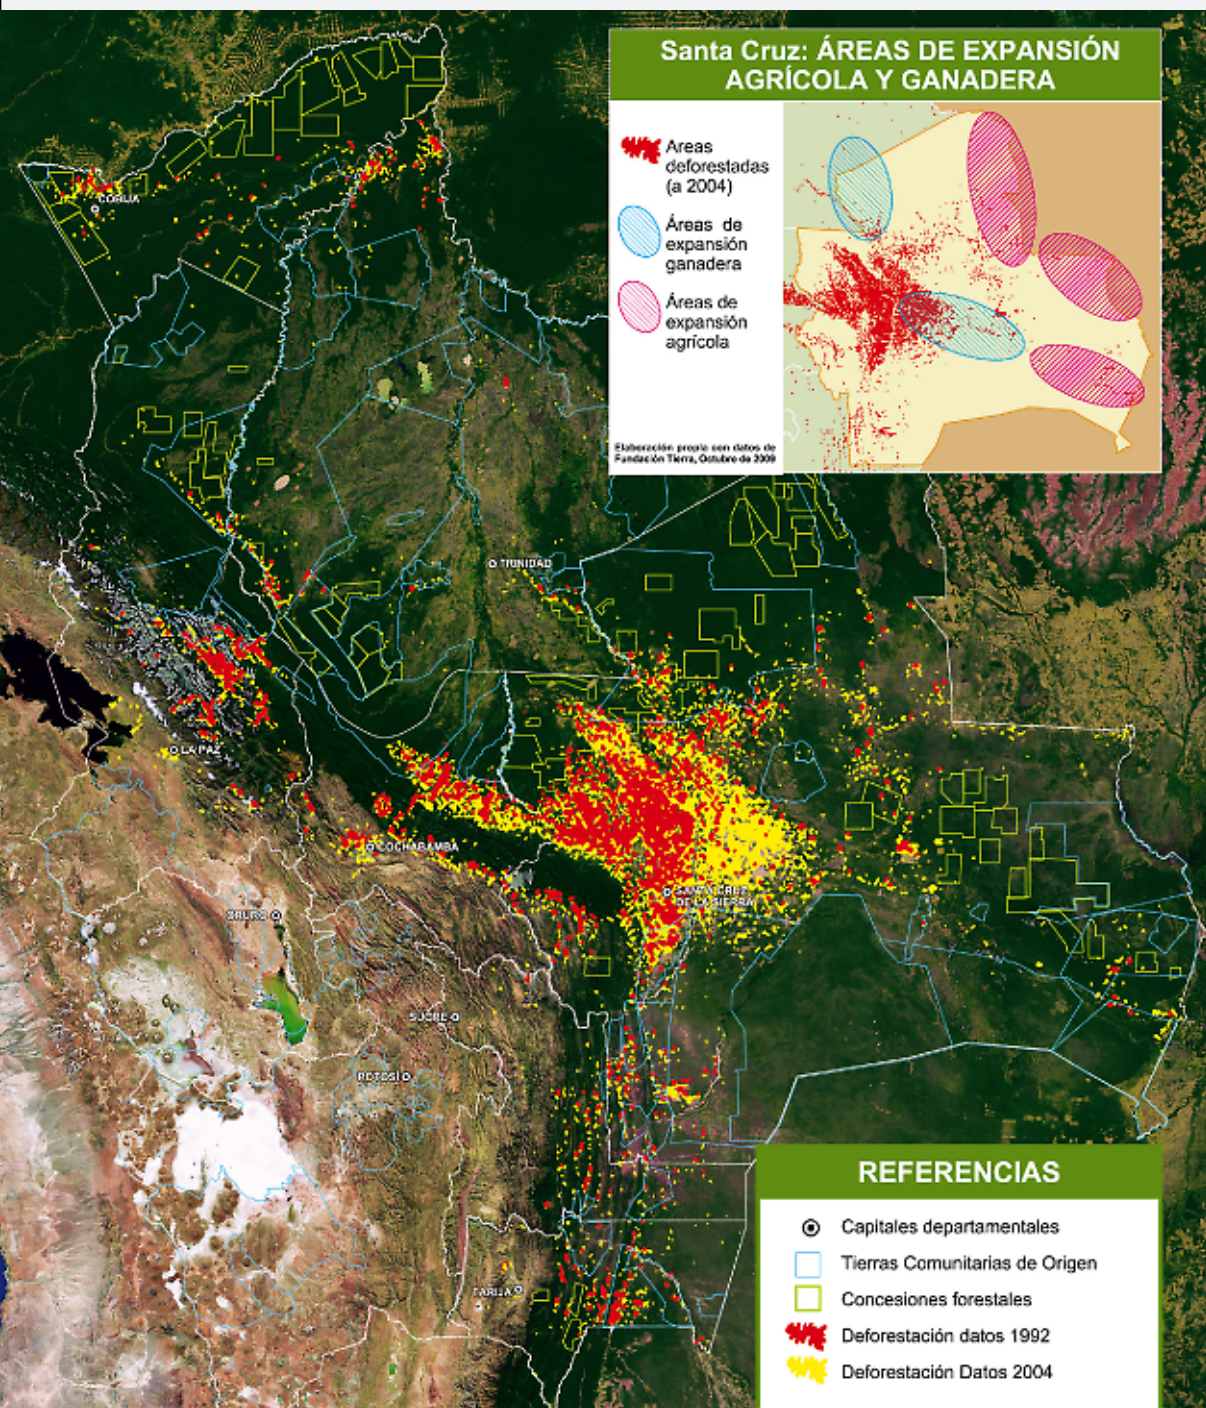 Santa Cruz: ÁREAS DE EXPANSIÓN
AGRÍCOLA Y GANADERA
Areas
deforestadas
(a 2004)
Áreas de
expansión
ganadera
Áreas de
expansión
agrícola
Elaboración propia con datos de
Fundación Tierra, Octubre de 2009
COBIJA
TRINIDAD
LA PAZ
COCHABAMBA
SANTA CRUZ
DE LA SIERRA
ORURO
SUCRE
POTOSÍ
TARIJA
REFERENCIAS
Capitales departamentales
Tierras Comunitarias de Origen
Concesiones forestales
Deforestación datos 1992
Deforestación Datos 2004